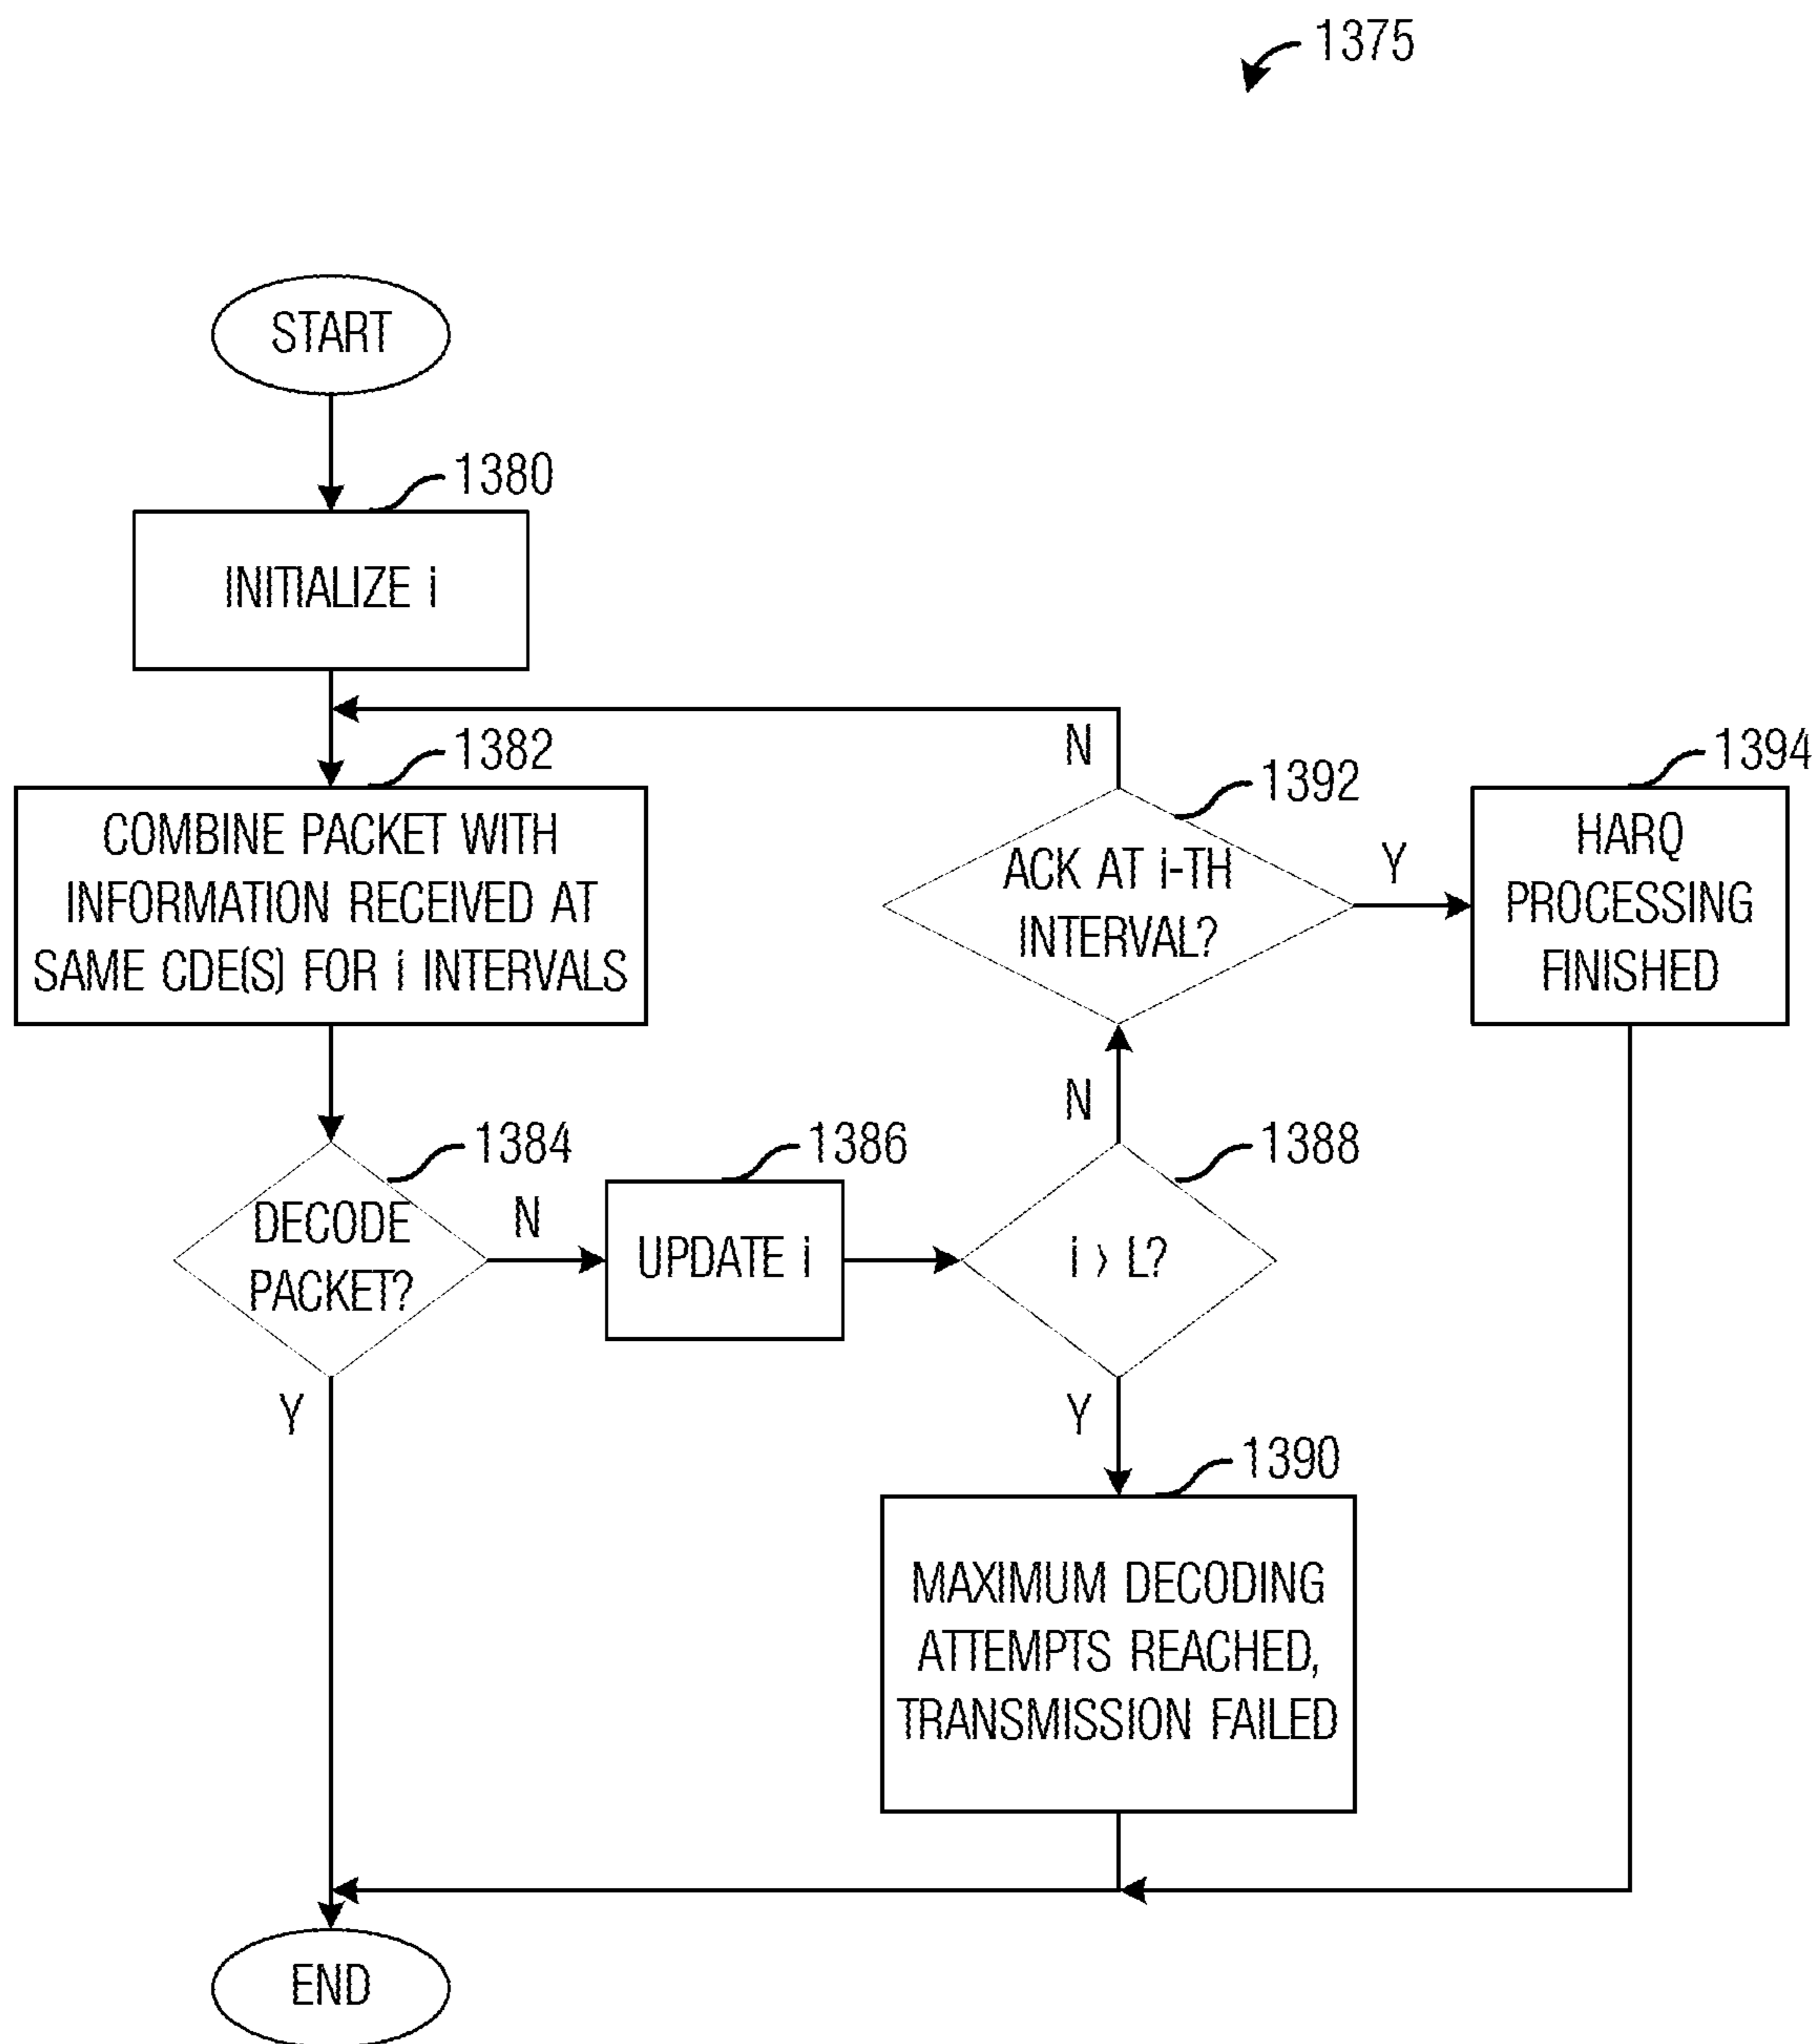 1375
START
1380
INITIALIZE i
1382
COMBINE PACKET WITH
INFORMATION RECEIVED AT
SAME CDE(S) FOR i INTERVALS
N
1392
ACK AT i-TH
INTERVAL?
Y
1394
HARQ
PROCESSING
FINISHED
1384
DECODE
PACKET?
N
Y
1386
UPDATE i
N
1388
i > L?
Y
1390
MAXIMUM DECODING
ATTEMPTS REACHED,
TRANSMISSION FAILED
END